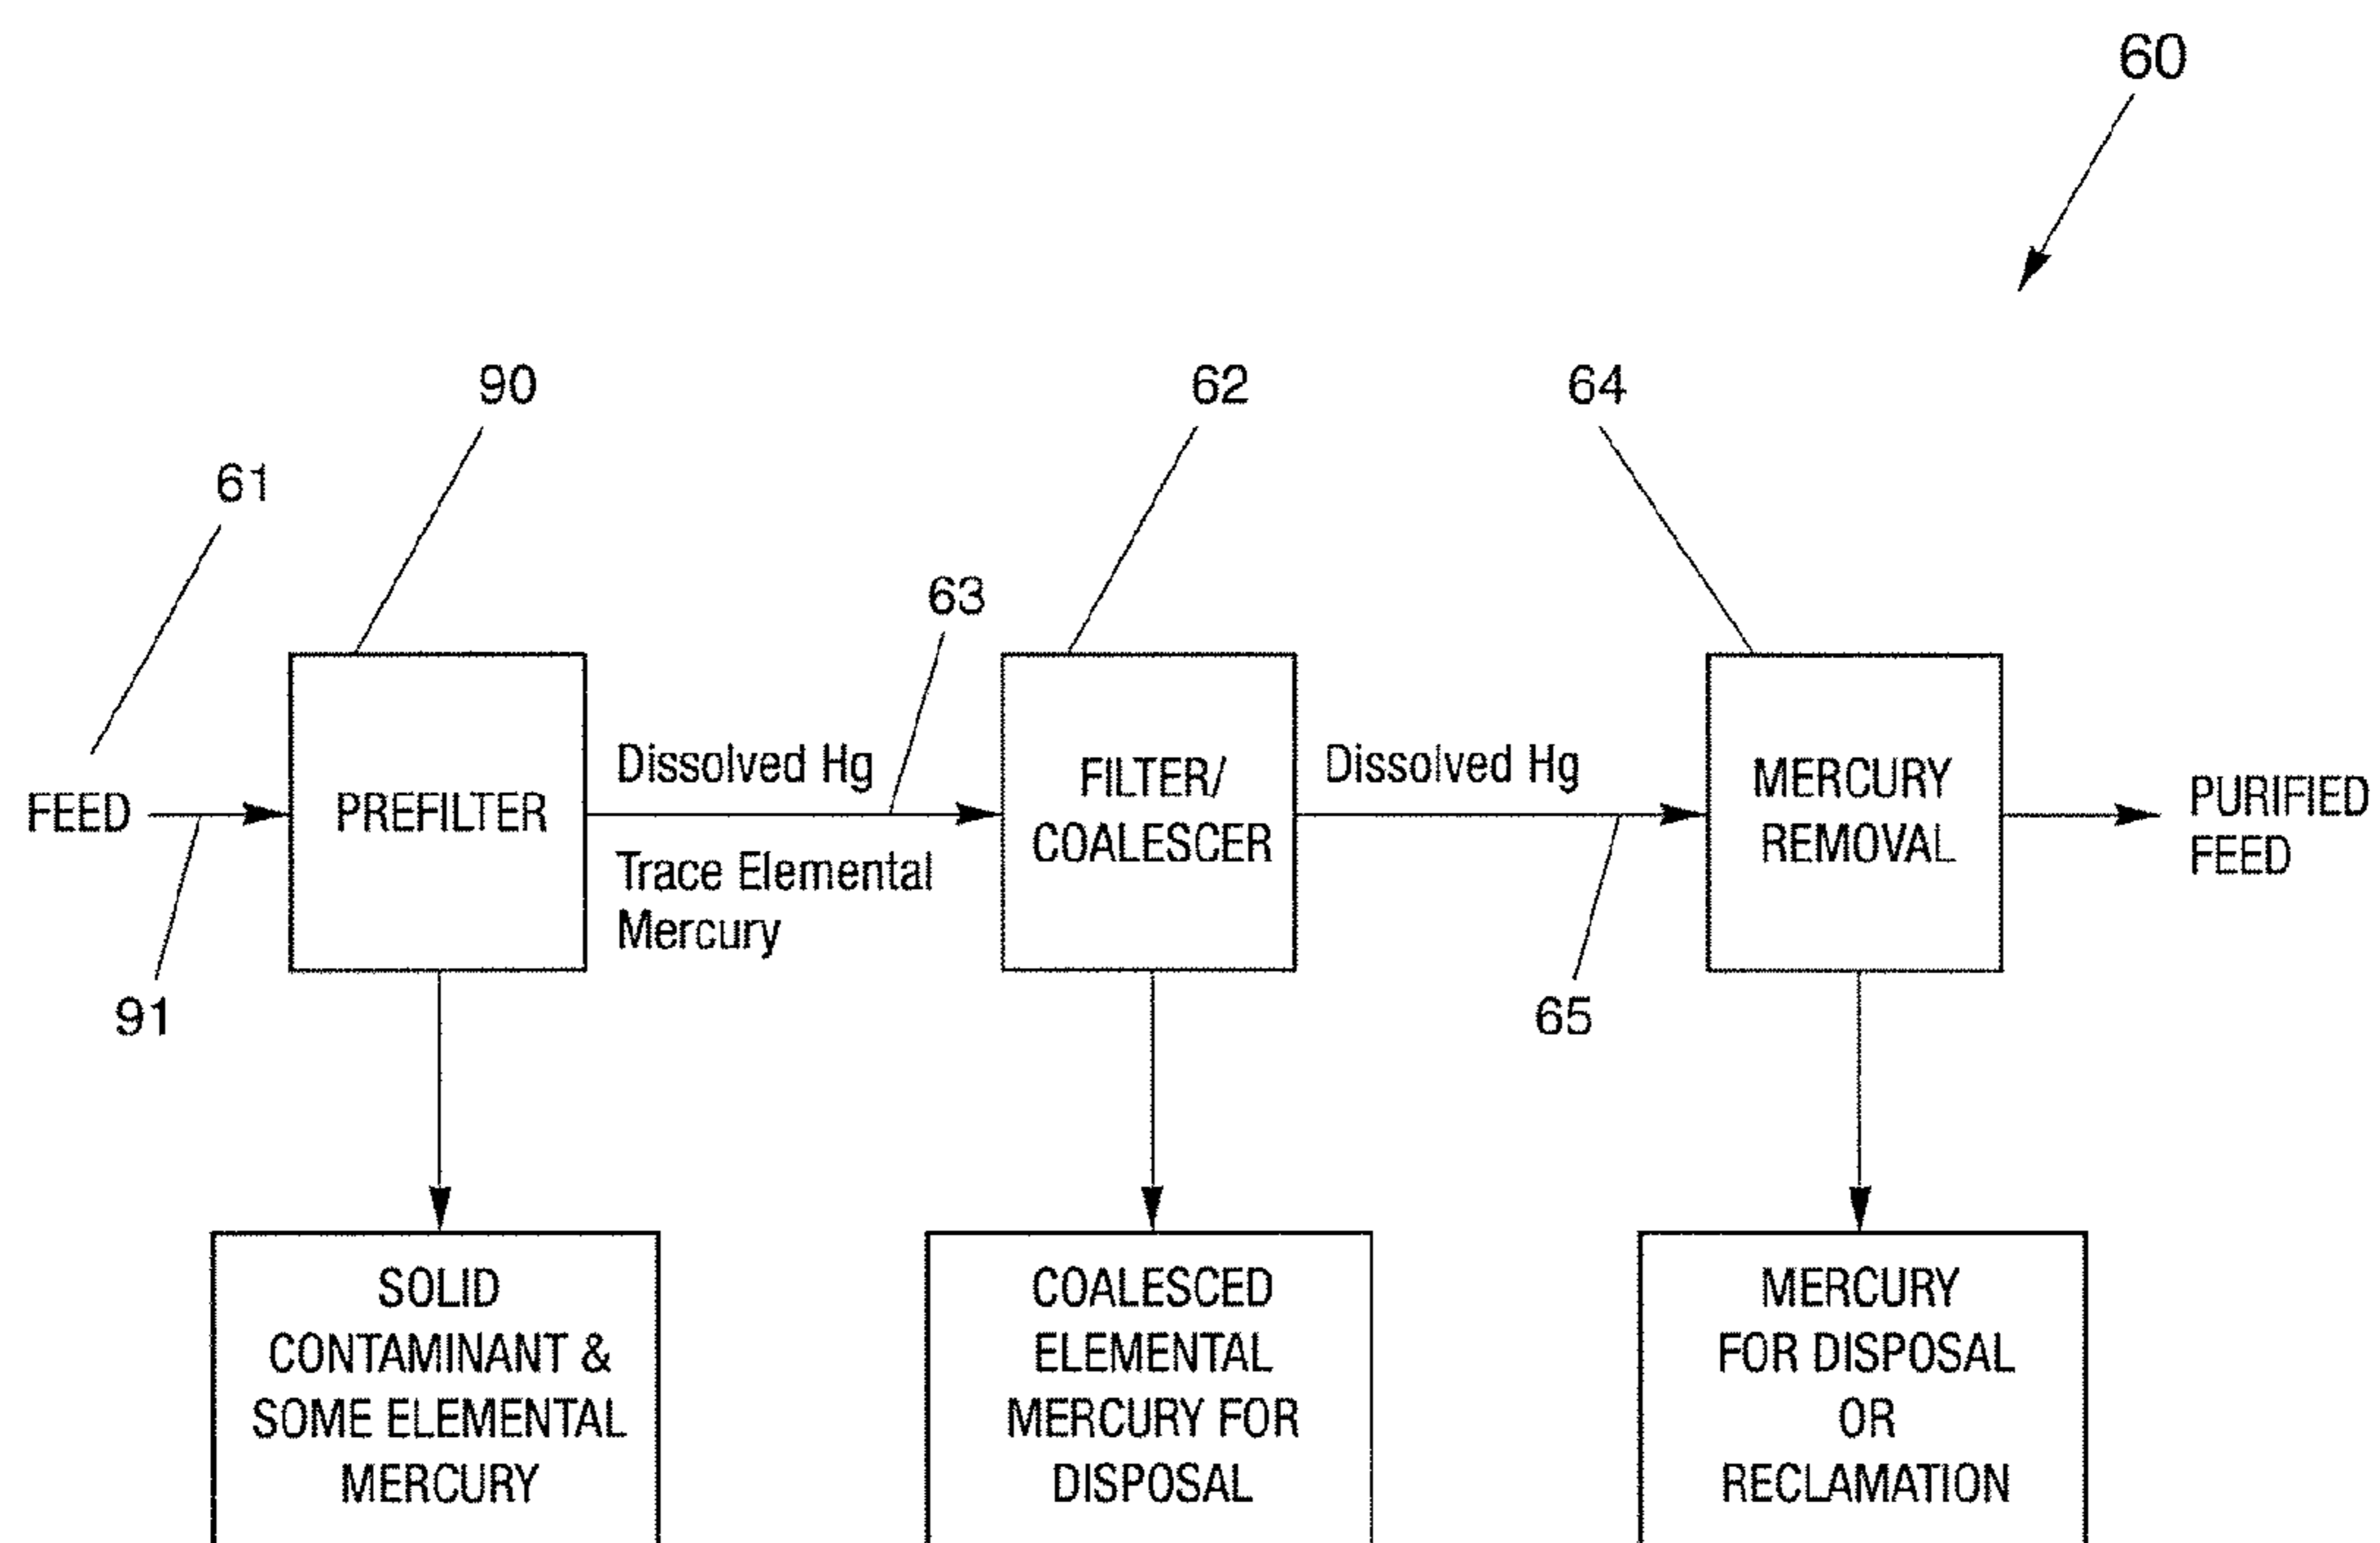 60
90
62
64
61
63
FEED
PREFILTER
Dissolved Hg
Trace Elemental
Mercury
FILTER/
COALESCER
Dissolved Hg
MERCURY
REMOVAL
PURIFIED
FEED
91
65
SOLID
CONTAMINANT &
SOME ELEMENTAL
MERCURY
COALESCED
ELEMENTAL
MERCURY FOR
DISPOSAL
MERCURY
FOR DISPOSAL
OR
RECLAMATION